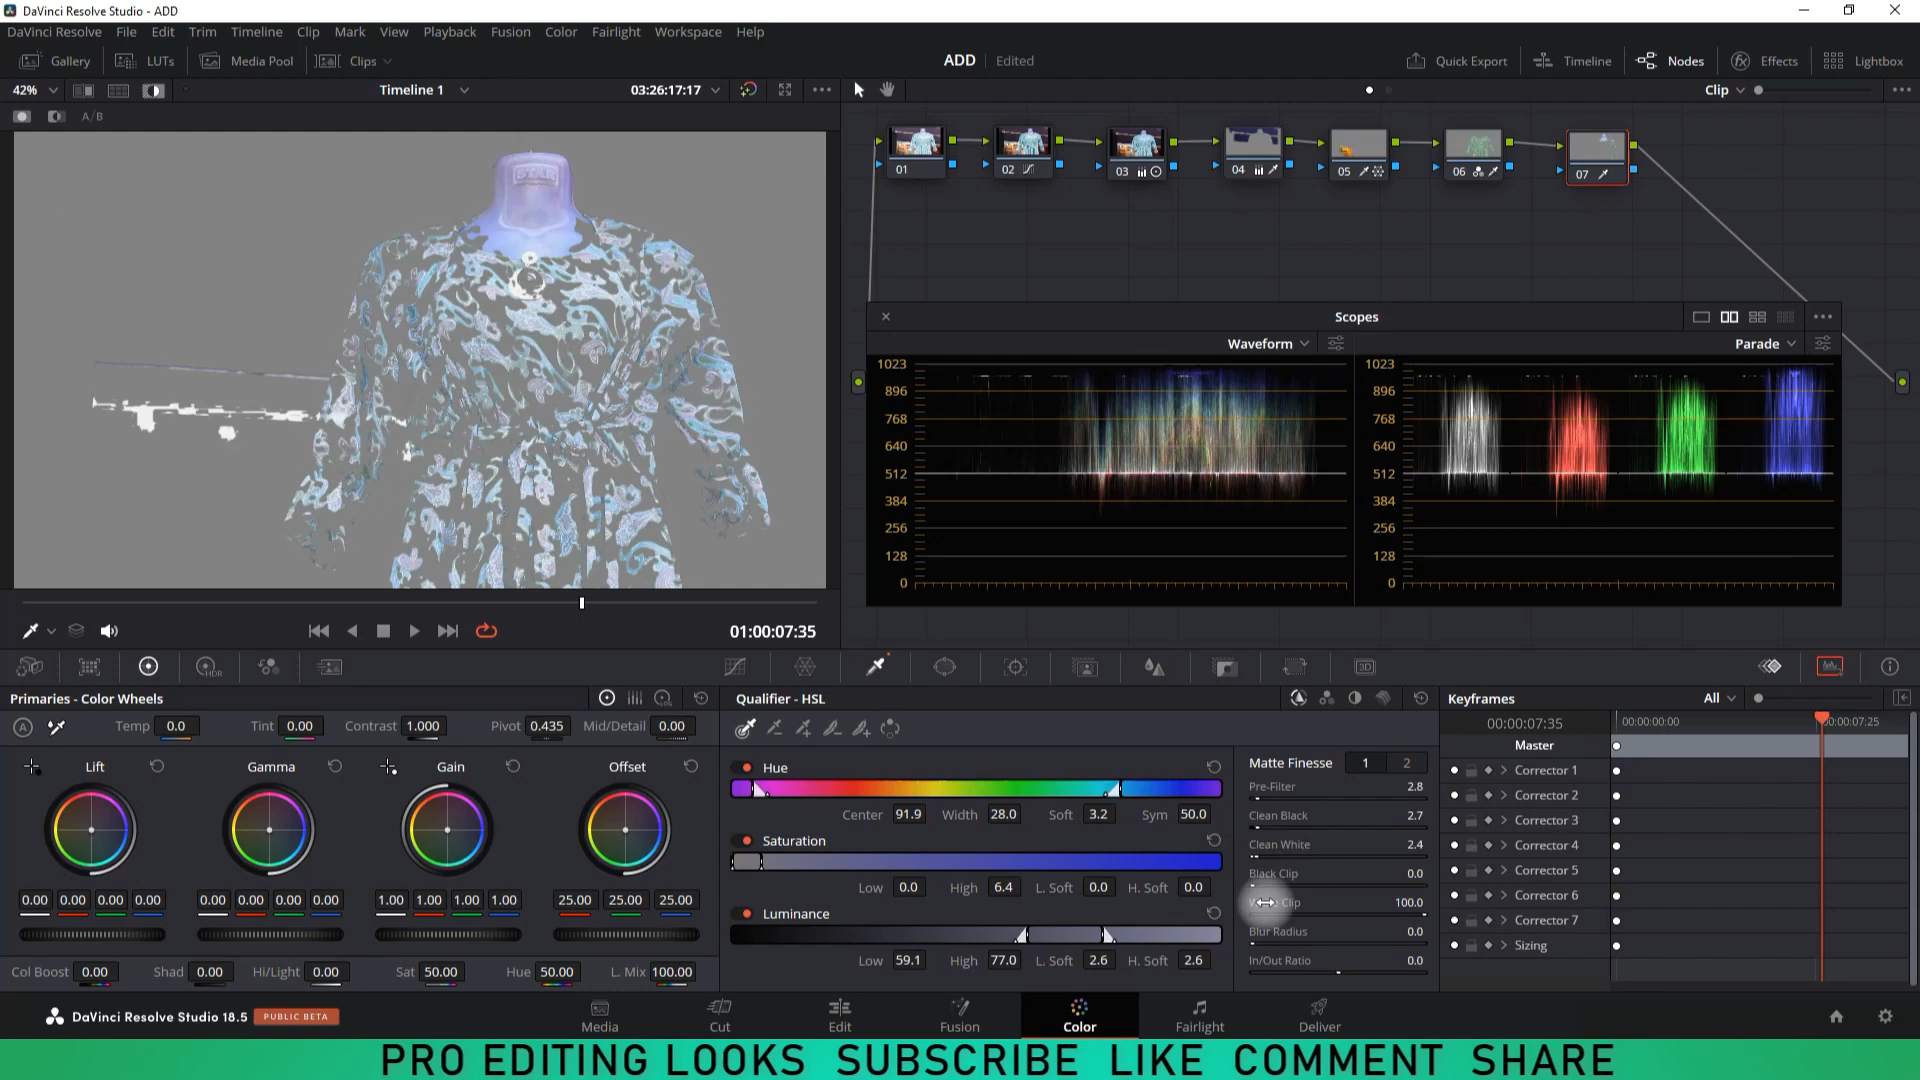 DaVinci Resolve Studio - ADD
DaVinci Resolve File Edit Trim Timeline Clip Mark View Playback Fusion Color Fairlight Workspace Help
Gallery LUTs Media Pool Clips ADD Edited Quick Export Timeline Nodes Effects Lightbox
42% Timeline 1 03:26:17:17 Clip
A/B
STAR
01 02 03 04 05 06 07
Scopes
Waveform Parade
1023 1023
896 896
768 768
640 640
512 512
384 384
256 256
128 128
0 0
01:00:07:35
HDR 3D
Primaries - Color Wheels Qualifier - HSL Keyframes All
A Temp 0.0 Tint 0.00 Contrast 1.000 Pivot 0.435 Mid/Detail 0.00
00:00:07:35 00:00:00:00 00:00:07:25
Master
Lift Gamma Gain Offset
Hue
Center 91.9 Width 28.0 Soft 3.2 Sym 50.0
Saturation
Low 0.0 High 6.4 L. Soft 0.0 H. Soft 0.0
Luminance
Low 59.1 High 77.0 L. Soft 2.6 H. Soft 2.6
Matte Finesse 1 2
Pre-Filter 2.8
Clean Black 2.7
Clean White 2.4
Black Clip 0.0
Clip 100.0
Blur Radius 0.0
In/Out Ratio 0.0
Corrector 1
Corrector 2
Corrector 3
Corrector 4
Corrector 5
Corrector 6
Corrector 7
Sizing
0.00 0.00 0.00 0.00 0.00 0.00 0.00 0.00 1.00 1.00 1.00 1.00 25.00 25.00 25.00
Col Boost 0.00 Shad 0.00 Hi/Light 0.00 Sat 50.00 Hue 50.00 L. Mix 100.00
DaVinci Resolve Studio 18.5 PUBLIC BETA
Media Cut Edit Fusion Color Fairlight Deliver
PRO EDITING LOOKS SUBSCRIBE LIKE COMMENT SHARE